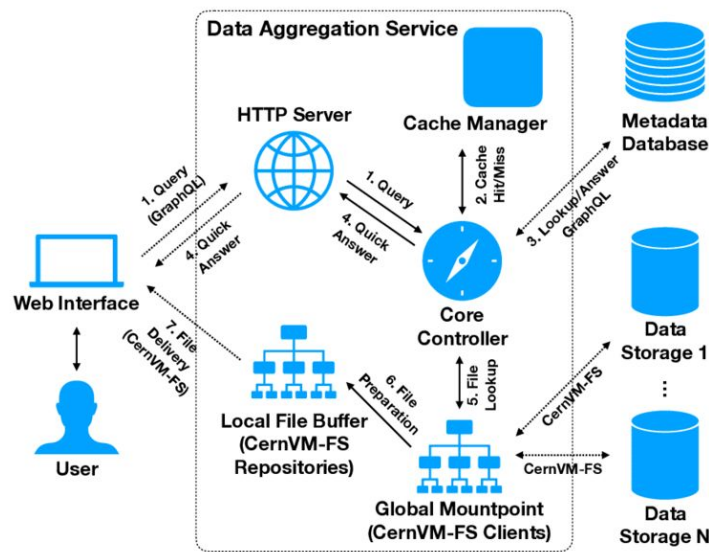 Data Aggregation Service
HTTP Server
Cache Manager
Metadata
Database
1. Query
(GraphQL)
4. Quick
Answer
1. Query
4. Quick
Answer
2. Cache
Hit/Miss
3. Lookup/Answer
GraphQL
Web Interface
Core
Controller
Data
Storage 1
7. File
Delivery
(CernVM-FS)
6. File
Preparation
5. File
Lookup
CernVM-FS
...
Local File Buffer
(CernVM-FS
Repositories)
User
CernVM-FS
Global Mountpoint
(CernVM-FS Clients)
Data
Storage N